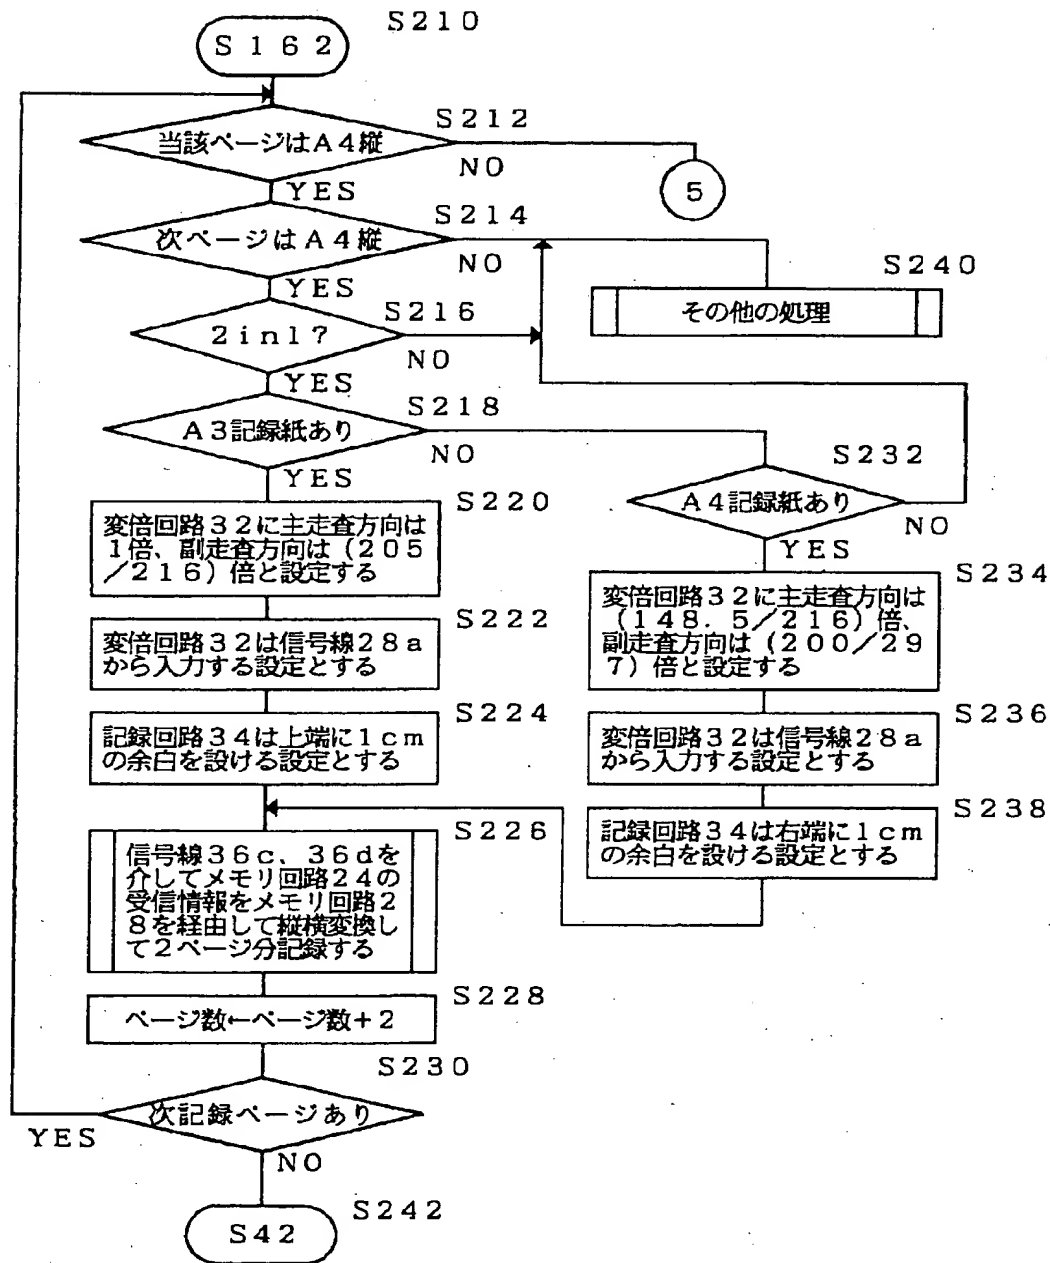 S210
S162
S212
当該ページはA4縦
NO
5
YES
S214
次ページはA4縦
NO
S240
その他の処理
YES
S216
2in1?
NO
YES
S218
A3記録紙あり
NO
YES
S232
A4記録紙あり
NO
YES
S220
変倍回路32に主走査方向は
1倍、副走査方向は(205
/216)倍と設定する
S234
変倍回路32に主走査方向は
(148.5/216)倍、
副走査方向は(200/29
7)倍と設定する
S222
変倍回路32は信号線28a
から入力する設定とする
S236
変倍回路32は信号線28a
から入力する設定とする
S224
記録回路34は上端に1cm
の余白を設ける設定とする
S238
記録回路34は右端に1cm
の余白を設ける設定とする
S226
信号線36c、36dを
介してメモリ回路24の
受信情報をメモリ回路2
8を経由して縦横変換し
て2ページ分記録する
S228
ページ数←ページ数+2
S230
次記録ページあり
YES
NO
S242
S42